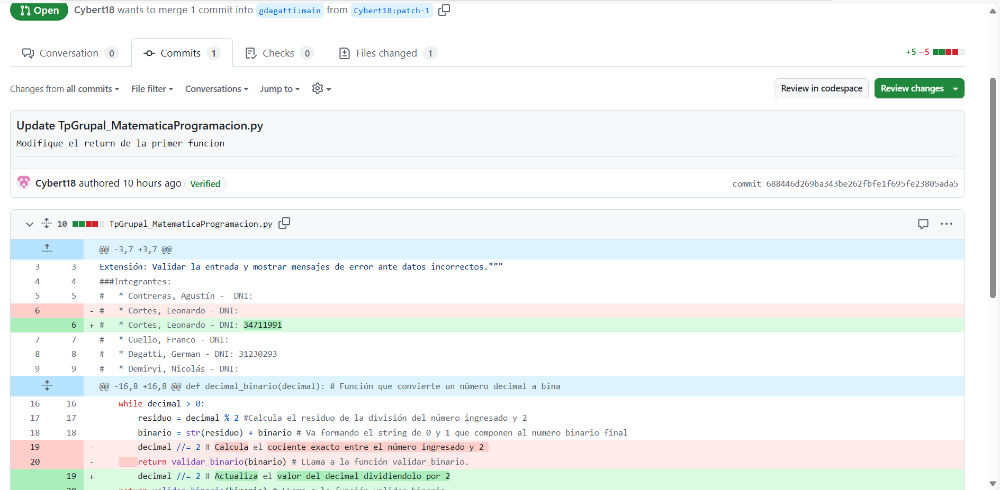 Open Cybert18 wants to merge 1 commit into gdagatti:main from Cybert18:patch-1
Conversation 0 Commits 1 Checks 0 Files changed 1 +5 −5
Changes from all commits File filter Conversations Jump to Review in codespace Review changes
Update TpGrupal_MatematicaProgramacion.py
Modifique el return de la primer funcion
Cybert18 authored 10 hours ago Verified commit 688446d269ba343be262fbfe1f695fe23805ada5
10 TpGrupal_MatematicaProgramacion.py
@@ -3,7 +3,7 @@
3 3 Extensión: Validar la entrada y mostrar mensajes de error ante datos incorrectos."""
4 4 ###Integrantes:
5 5 # * Contreras, Agustín - DNI:
6 - # * Cortes, Leonardo - DNI:
6 + # * Cortes, Leonardo - DNI: 34711991
7 7 # * Cuello, Franco - DNI:
8 8 # * Dagatti, German - DNI: 31230293
9 9 # * Demiryi, Nicolás - DNI:
@@ -16,8 +16,8 @@ def decimal_binario(decimal): # Función que convierte un número decimal a bina
16 16 while decimal > 0:
17 17 residuo = decimal % 2 #Calcula el residuo de la división del número ingresado y 2
18 18 binario = str(residuo) + binario # Va formando el string de 0 y 1 que componen al numero binario final
19 - decimal //= 2 # Calcula el cociente exacto entre el número ingresado y 2
20 - return validar_binario(binario) # LLama a la función validar_binario.
19 + decimal //= 2 # Actualiza el valor del decimal dividiendolo por 2
20 return validar_binario(binario) # LLama a la función validar_binario